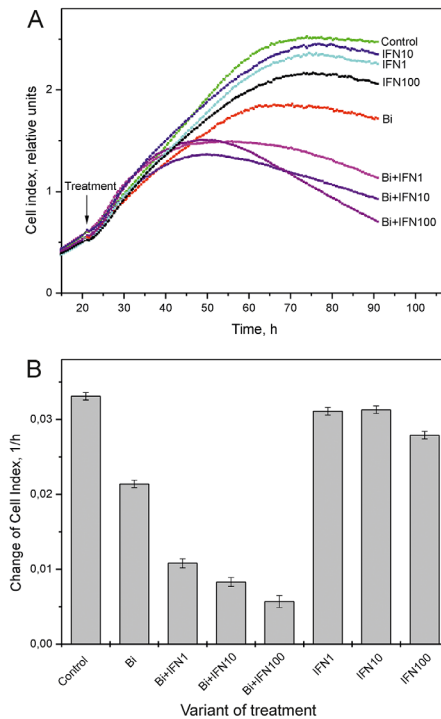 A
Cell index, relative units
2
1
0
Treatment
Control
IFN10
IFN1
IFN100
Bi
Bi+IFN1
Bi+IFN10
Bi+IFN100
20 30 40 50 60 70 80 90 100
Time, h
B
Change of Cell Index, 1/h
0,03
0,02
0,01
0,00
Control Bi Bi+IFN1 Bi+IFN10 Bi+IFN100 IFN1 IFN10 IFN100
Variant of treatment